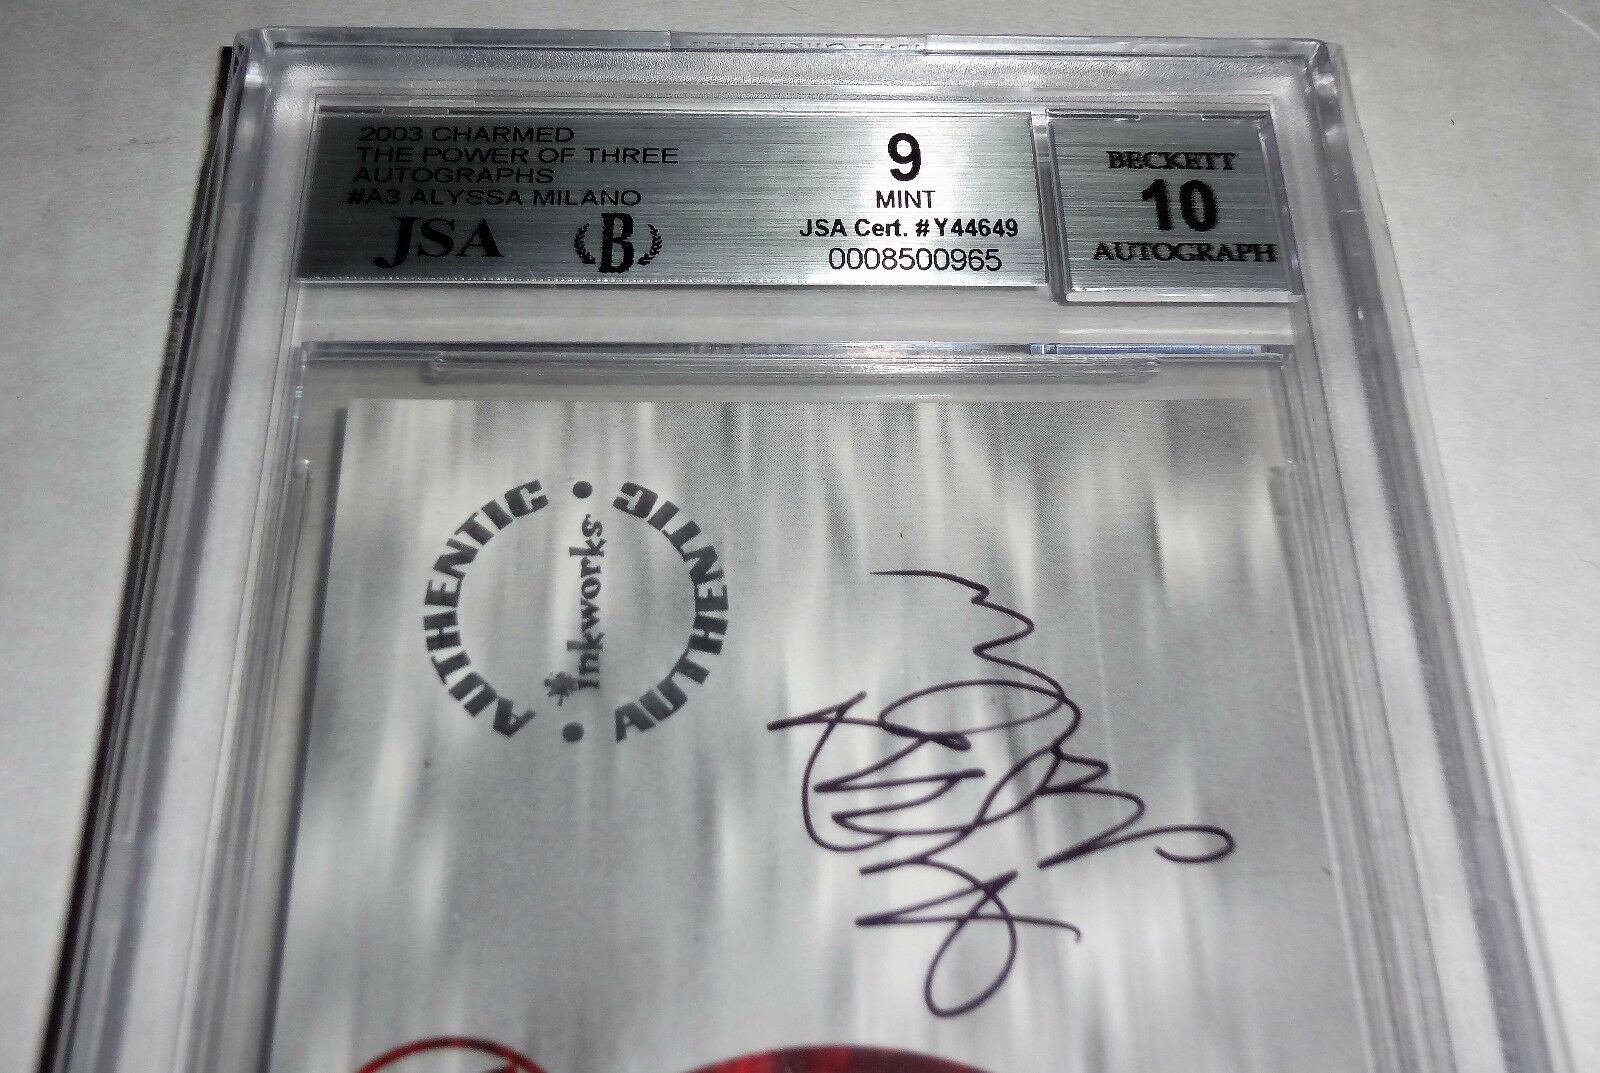 2003 CHARMED
THE POWER OF THREE
AUTOGRAPHS
#A3 ALYSSA MILANO
JSA B
9
MINT
JSA Cert. #Y44649
0008500965
BECKETT
10
AUTOGRAPH
AUTHENTIC • AUTHENTIC •
Inkworks